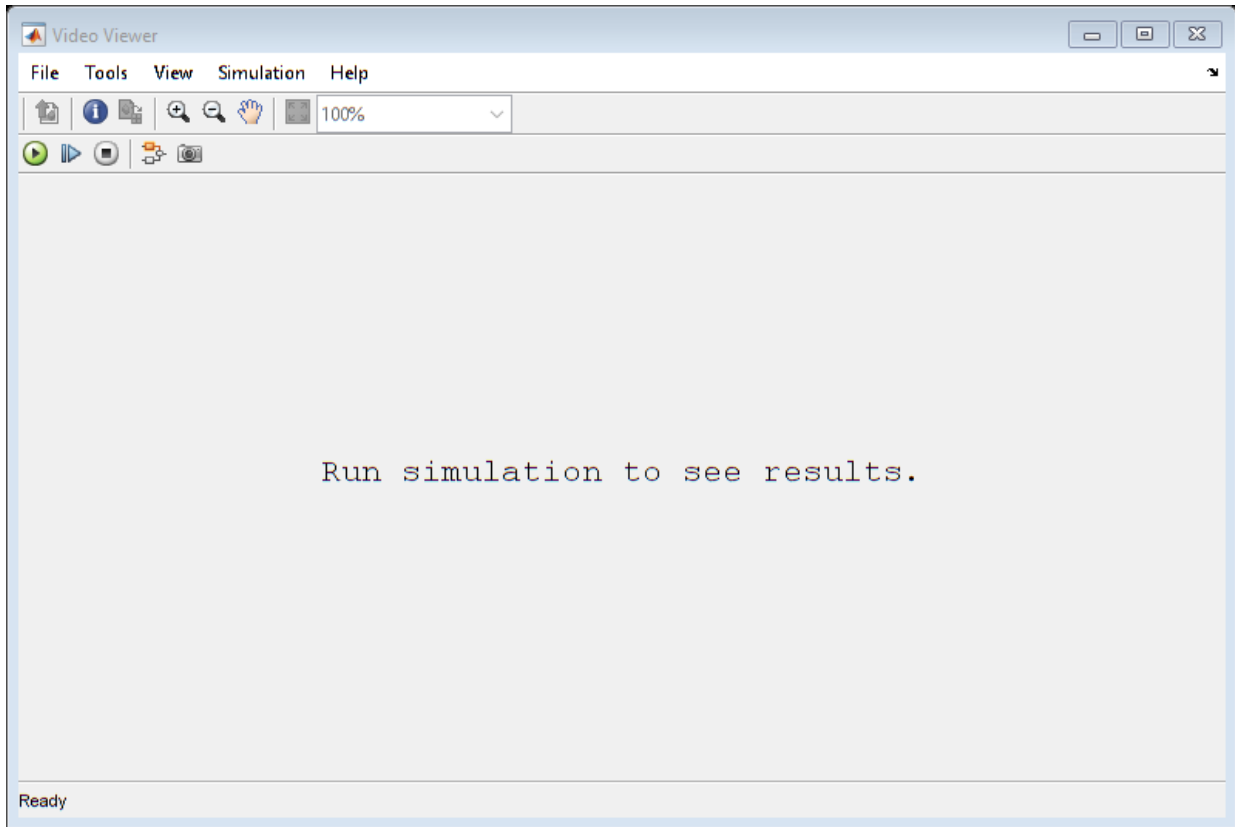 Video Viewer
File Tools View Simulation Help
100%
Run simulation to see results.
Ready